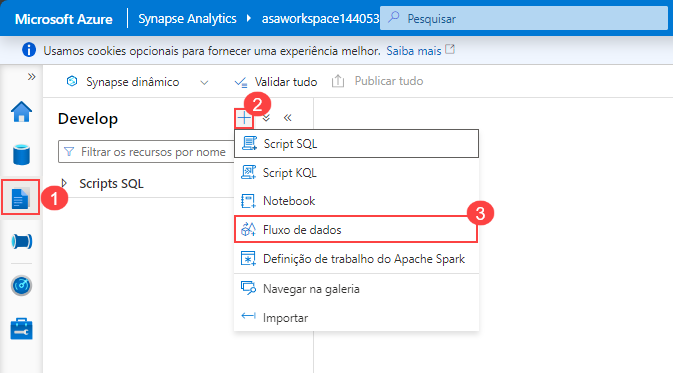 Microsoft Azure Synapse Analytics asaworkspace144053 Pesquisar
Usamos cookies opcionais para fornecer uma experiência melhor. Saiba mais
Synapse dinâmico Validar tudo Publicar tudo
Develop 2
Filtrar os recursos por nome
Script SQL
Script KQL
Scripts SQL
1
Notebook
3
Fluxo de dados
Definição de trabalho do Apache Spark
Navegar na galeria
Importar